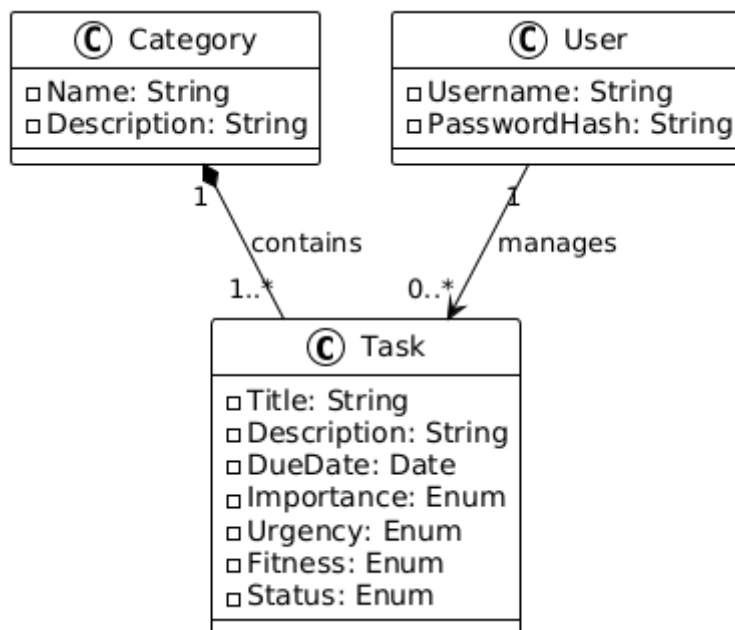 C Category
Name: String
Description: String
C User
Username: String
PasswordHash: String
1
contains
1..*
1
manages
0..*
C Task
Title: String
Description: String
DueDate: Date
Importance: Enum
Urgency: Enum
Fitness: Enum
Status: Enum